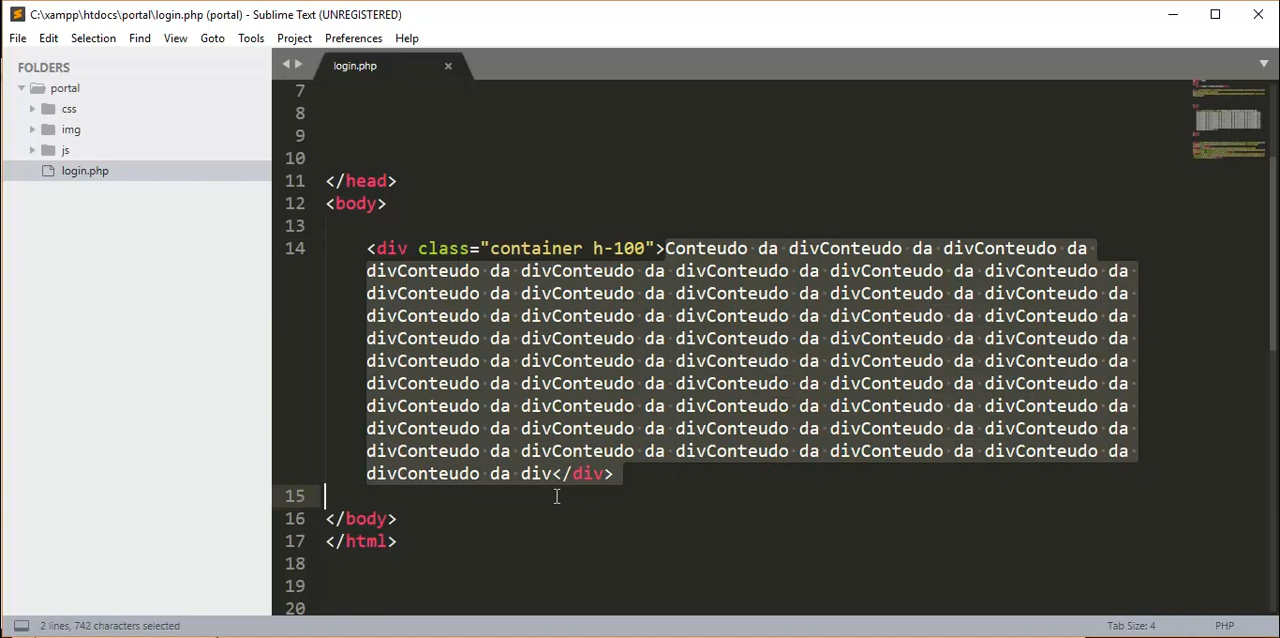 C:\xampp\htdocs\portal\login.php (portal) - Sublime Text (UNREGISTERED)
File Edit Selection Find View Goto Tools Project Preferences Help
FOLDERS
portal
css
img
js
login.php
login.php
7
8
9
10
11 </head>
12 <body>
13
14 <div class="container h-100">Conteudo da divConteudo da divConteudo da
divConteudo da divConteudo da divConteudo da divConteudo da divConteudo da
divConteudo da divConteudo da divConteudo da divConteudo da divConteudo da
divConteudo da divConteudo da divConteudo da divConteudo da divConteudo da
divConteudo da divConteudo da divConteudo da divConteudo da divConteudo da
divConteudo da divConteudo da divConteudo da divConteudo da divConteudo da
divConteudo da divConteudo da divConteudo da divConteudo da divConteudo da
divConteudo da divConteudo da divConteudo da divConteudo da divConteudo da
divConteudo da divConteudo da divConteudo da divConteudo da divConteudo da
divConteudo da divConteudo da divConteudo da divConteudo da divConteudo da
divConteudo da div</div>
15
16 </body>
17 </html>
18
19
20
2 lines, 742 characters selected
Tab Size: 4
PHP